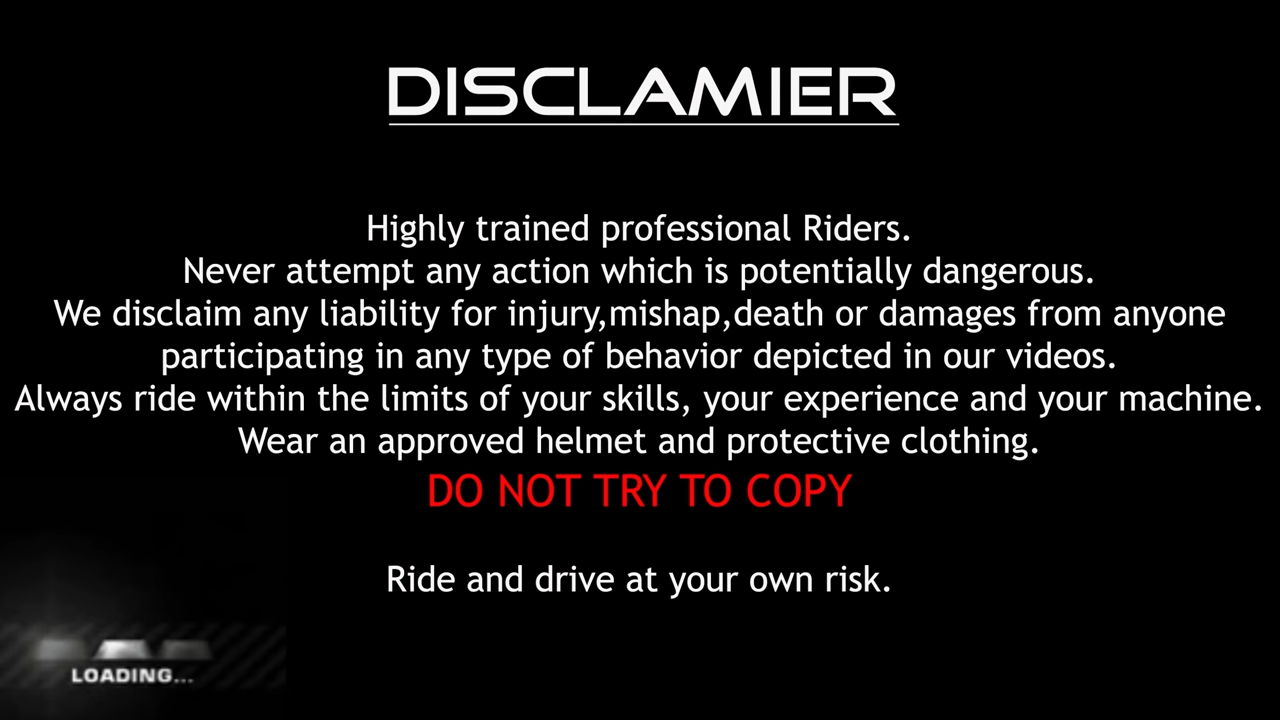 DISCLAMIER
Highly trained professional Riders.
Never attempt any action which is potentially dangerous.
We disclaim any liability for injury,mishap,death or damages from anyone
participating in any type of behavior depicted in our videos.
Always ride within the limits of your skills, your experience and your machine.
Wear an approved helmet and protective clothing.
DO NOT TRY TO COPY
Ride and drive at your own risk.
LOADING...